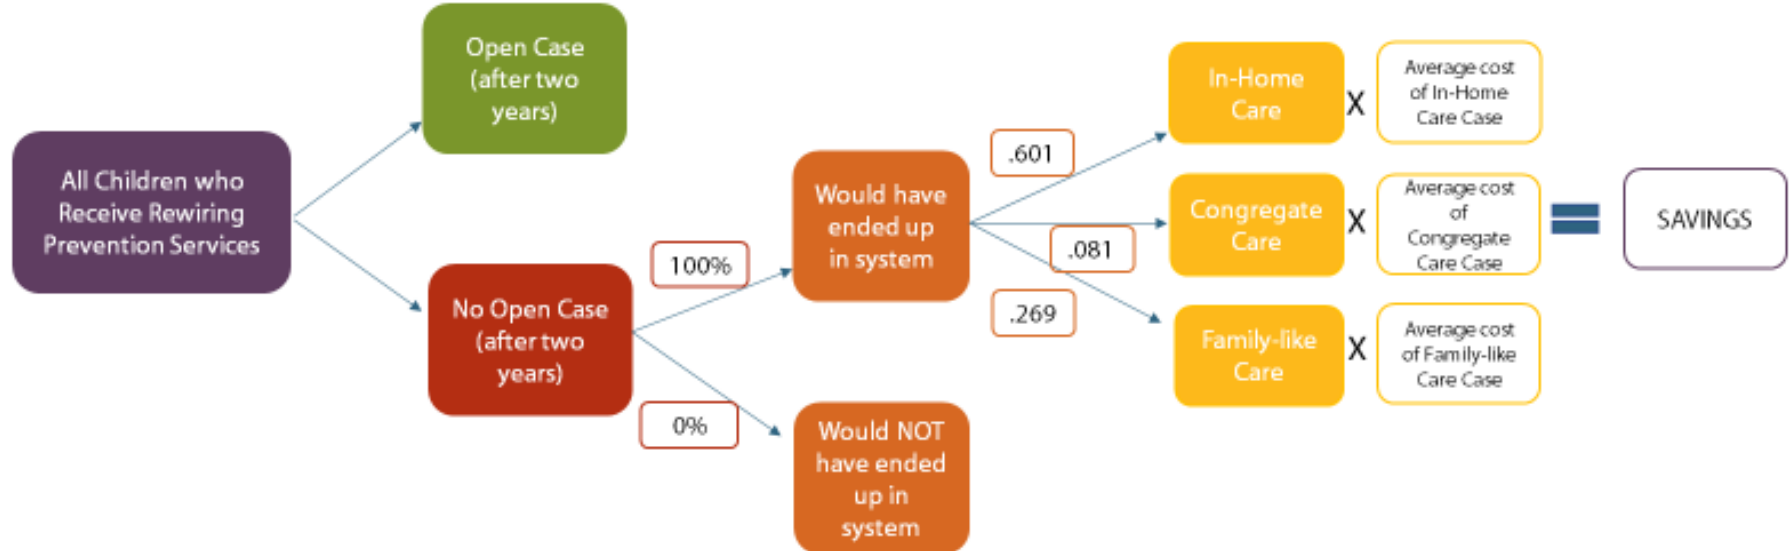 All Children who
Receive Rewiring
Prevention Services
Open Case
(after two
years)
No Open Case
(after two
years)
100%
0%
Would have
ended up
in system
Would NOT
have ended
up in
system
.601
.081
.269
In-Home
Care
X
Average cost
of In-Home
Care Case
Congregate
Care
X
Average cost
of
Congregate
Care Case
Family-like
Care
X
Average cost
of Family-like
Care Case
=
SAVINGS